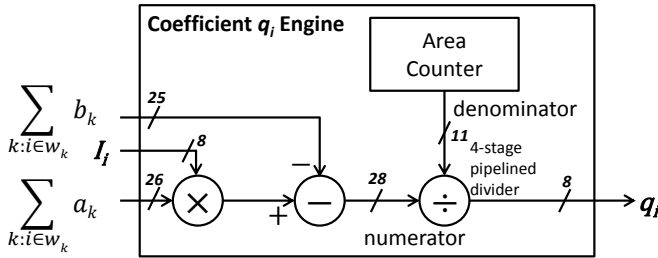 Coefficient q_i Engine
Area
Counter
∑ b_k
k:i∈w_k
25
denominator
11
I_i
8
4-stage
pipelined
divider
∑ a_k
k:i∈w_k
26
×
−
+
−
28
÷
8
q_i
numerator